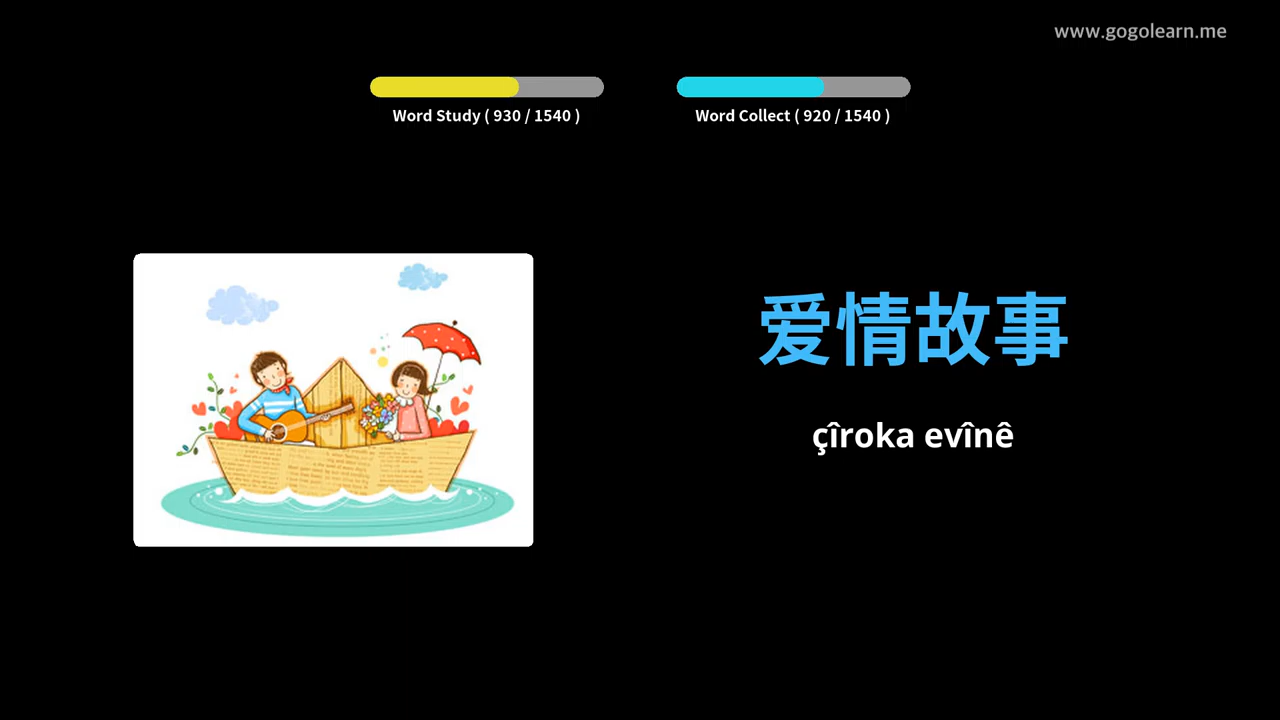 www.gogolearn.me
Word Study ( 930 / 1540 )
Word Collect ( 920 / 1540 )
爱情故事
çîroka evînê